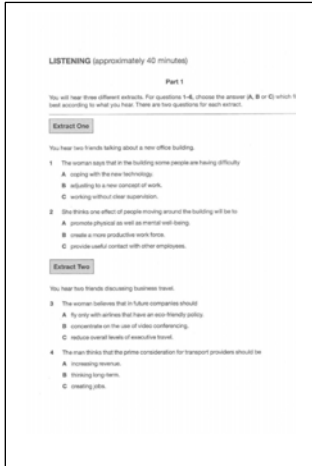 LISTENING (approximately 40 minutes)
Part 1
You will hear three different extracts. For questions 1–6, choose the answer (A, B or C) which
best according to what you hear. There are two questions for each extract.
Extract One
You hear two friends talking about a new office building.
1 The woman says that in the building some people are having difficulty
A coping with the new technology.
B adjusting to a new concept of work.
C working without clear supervision.
2 She thinks one effect of people moving around the building will be to
A promote physical as well as mental well-being.
B create a more productive work force.
C provide useful contact with other employees.
Extract Two
You hear two friends discussing business travel.
3 The woman believes that in future companies should
A fly only with airlines that have an eco-friendly policy.
B concentrate on the use of video conferencing.
C reduce overall levels of executive travel.
4 The man thinks that the prime consideration for transport providers should be
A increasing revenue.
B thinking long-term.
C creating jobs.